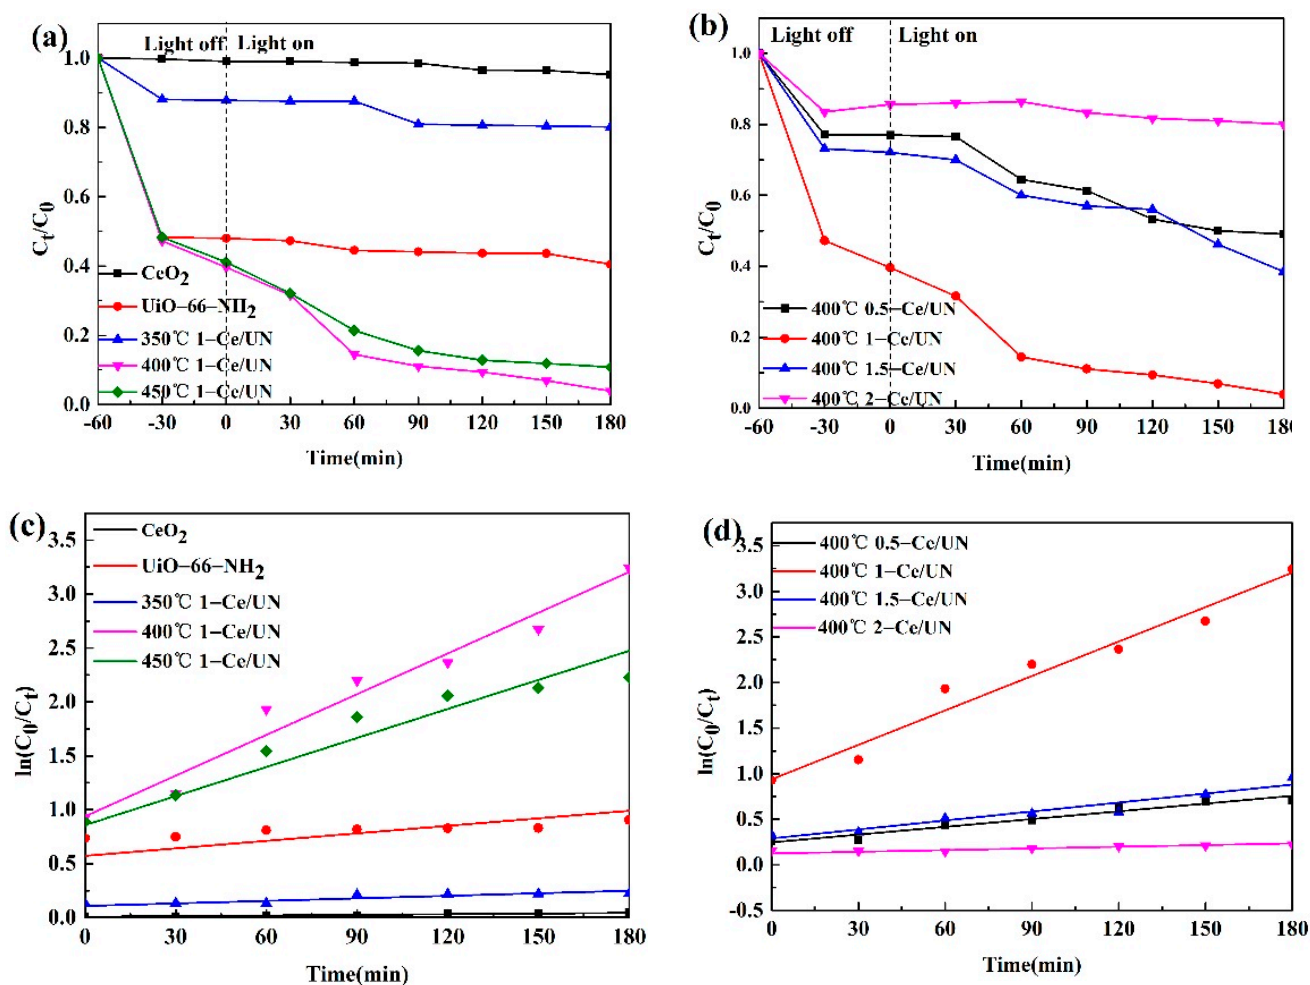 (a)
Light off
Light on
1.0
0.8
0.6
0.4
0.2
0.0
Ct/C0
CeO2
UiO–66–NH2
350℃ 1–Ce/UN
400℃ 1–Ce/UN
450℃ 1–Ce/UN
-60 -30 0 30 60 90 120 150 180
Time(min)
(b)
Light off
Light on
1.0
0.8
0.6
0.4
0.2
0.0
Ct/C0
400℃ 0.5–Ce/UN
400℃ 1–Ce/UN
400℃ 1.5–Ce/UN
400℃ 2–Ce/UN
-60 -30 0 30 60 90 120 150 180
Time(min)
(c)
3.5
3.0
2.5
2.0
1.5
1.0
0.5
0.0
ln(C0/Ct)
CeO2
UiO–66–NH2
350℃ 1–Ce/UN
400℃ 1–Ce/UN
450℃ 1–Ce/UN
0 30 60 90 120 150 180
Time(min)
(d)
3.5
3.0
2.5
2.0
1.5
1.0
0.5
0.0
-0.5
ln(C0/Ct)
400℃ 0.5–Ce/UN
400℃ 1–Ce/UN
400℃ 1.5–Ce/UN
400℃ 2–Ce/UN
0 30 60 90 120 150 180
Time(min)